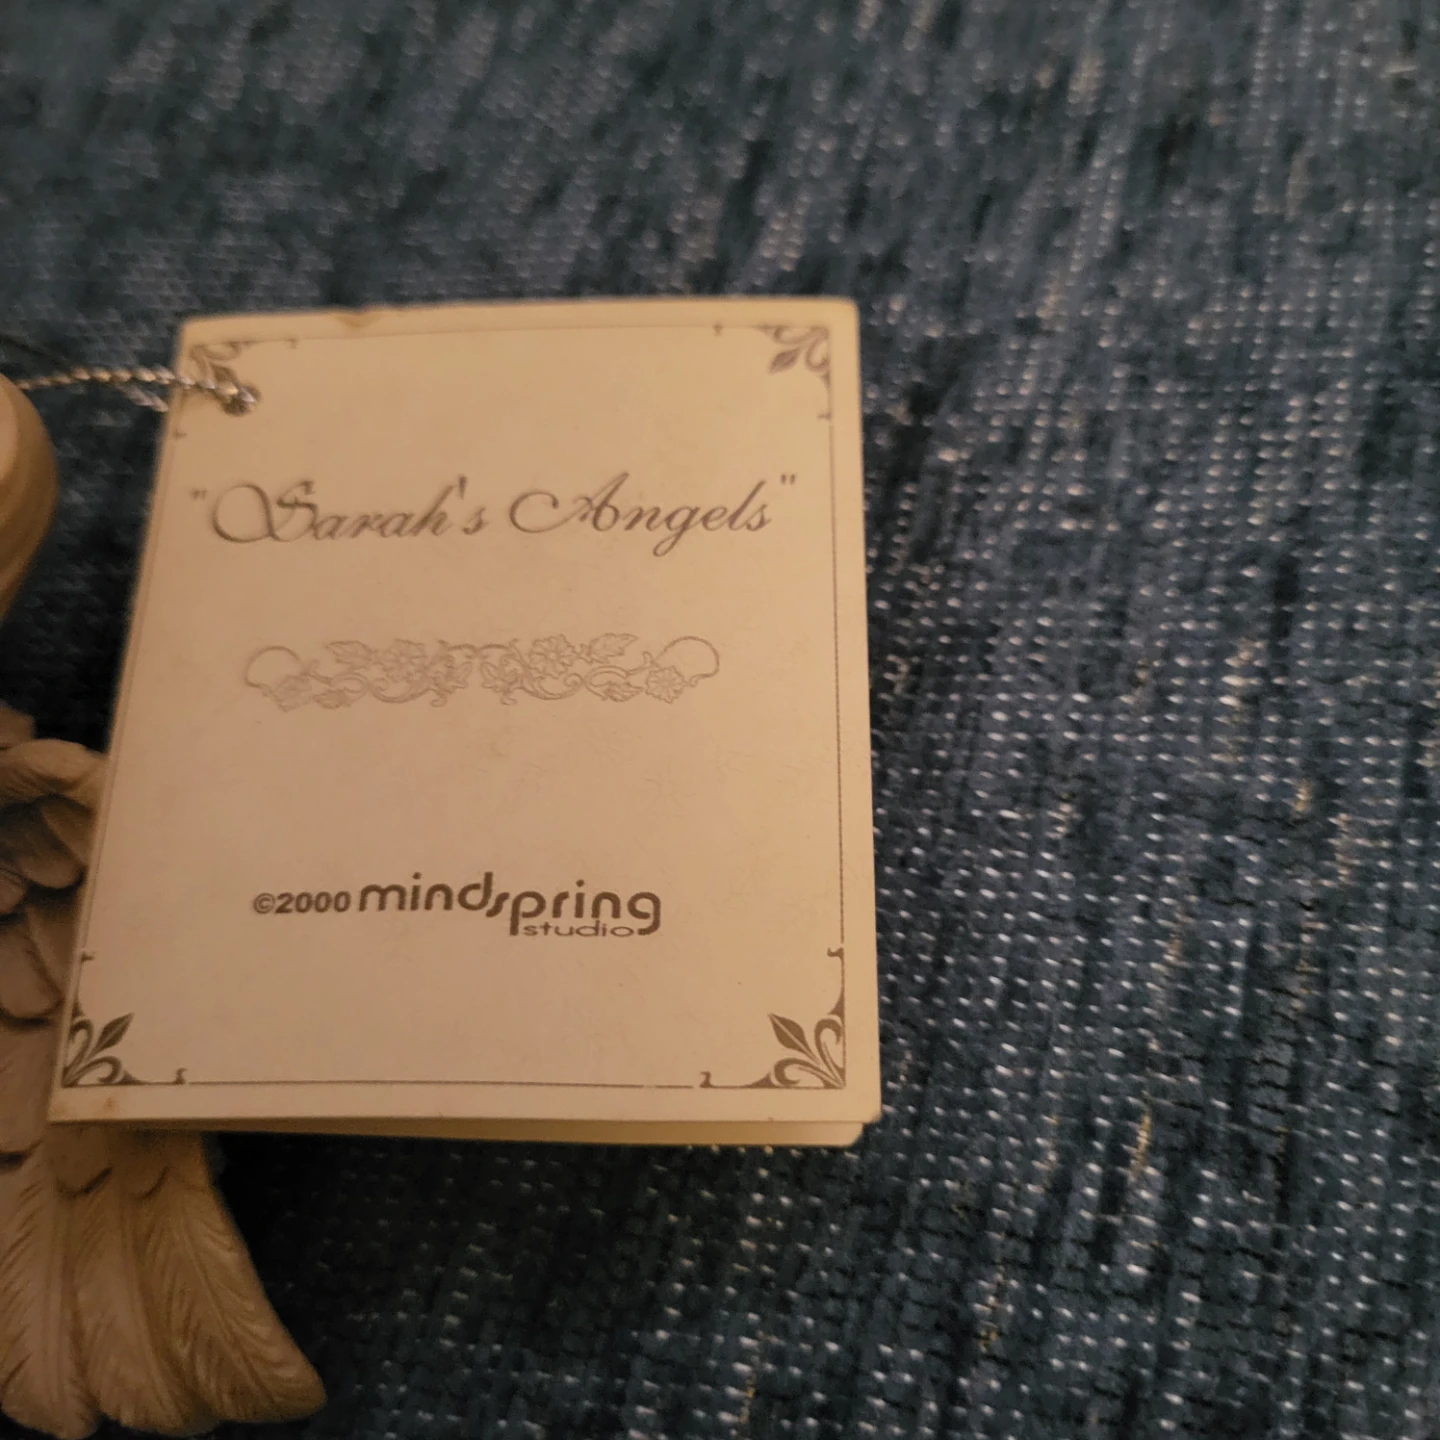 "Sarah's Angels"
©2000 mindspring
studio